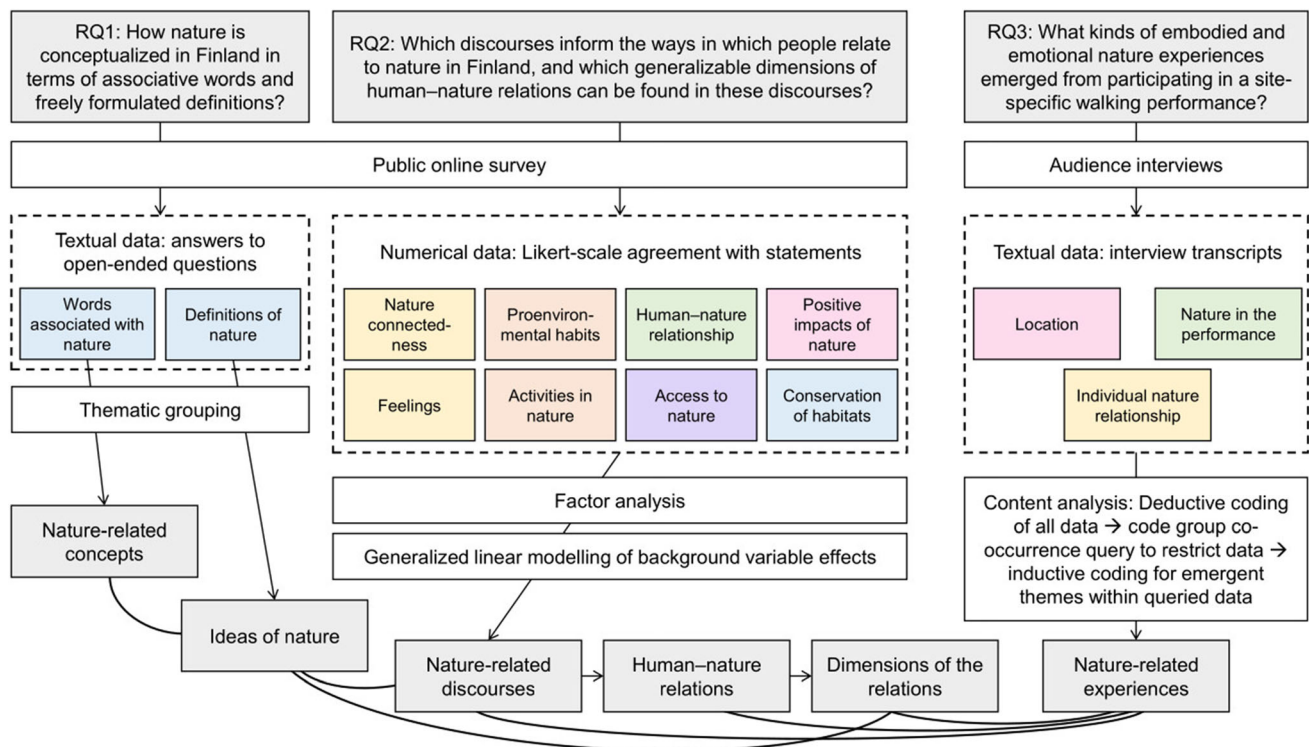 RQ1: How nature is
conceptualized in Finland in
terms of associative words and
freely formulated definitions?
RQ2: Which discourses inform the ways in which people relate
to nature in Finland, and which generalizable dimensions of
human–nature relations can be found in these discourses?
RQ3: What kinds of embodied and
emotional nature experiences
emerged from participating in a site-
specific walking performance?
Public online survey
Audience interviews
Textual data: answers to
open-ended questions
Words
associated with
nature
Definitions of
nature
Numerical data: Likert-scale agreement with statements
Nature
connected-
ness
Proenviron-
mental habits
Human–nature
relationship
Positive
impacts of
nature
Feelings
Activities in
nature
Access to
nature
Conservation
of habitats
Textual data: interview transcripts
Location
Nature in the
performance
Individual nature
relationship
Thematic grouping
Factor analysis
Generalized linear modelling of background variable effects
Content analysis: Deductive coding
of all data → code group co-
occurrence query to restrict data →
inductive coding for emergent
themes within queried data
Nature-related
concepts
Ideas of nature
Nature-related
discourses
Human–nature
relations
Dimensions of the
relations
Nature-related
experiences